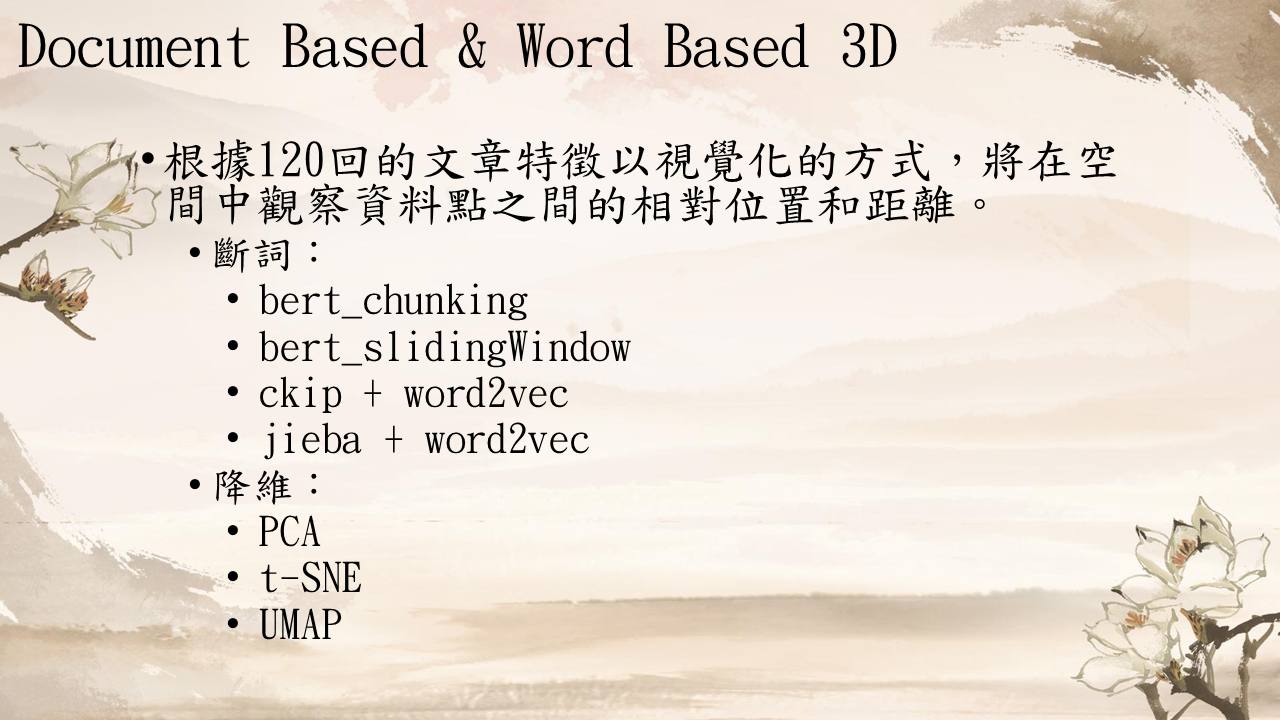 Document Based & Word Based 3D
•根據120回的文章特徵以視覺化的方式，將在空
間中觀察資料點之間的相對位置和距離。
•斷詞：
• bert_chunking
• bert_slidingWindow
• ckip + word2vec
• jieba + word2vec
•降維：
• PCA
• t-SNE
• UMAP